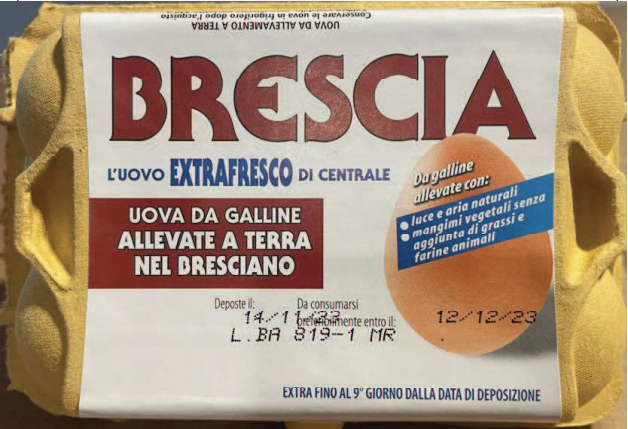 UOVA DA ALLEVAMENTO A TERRA
Conservare le uova in frigorifero dopo l'acquisto
BRESCIA
L'UOVO EXTRAFRESCO DI CENTRALE
UOVA DA GALLINE
ALLEVATE A TERRA
NEL BRESCIANO
Da galline
allevate con:
• luce e aria naturali
• mangimi vegetali senza
aggiunta di grassi e
farine animali
Deposte il:
14/11/23
Da consumarsi
preferibilmente entro il:
12/12/23
L.BA 819-1 MR
EXTRA FINO AL 9° GIORNO DALLA DATA DI DEPOSIZIONE